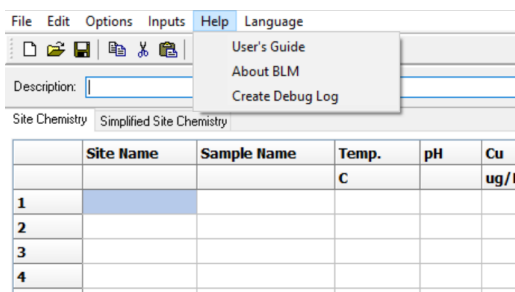 File Edit Options Inputs Help Language
User's Guide
About BLM
Create Debug Log
Description:
Site Chemistry Simplified Site Chemistry
Site Name Sample Name Temp. pH Cu
C
1
2
3
4